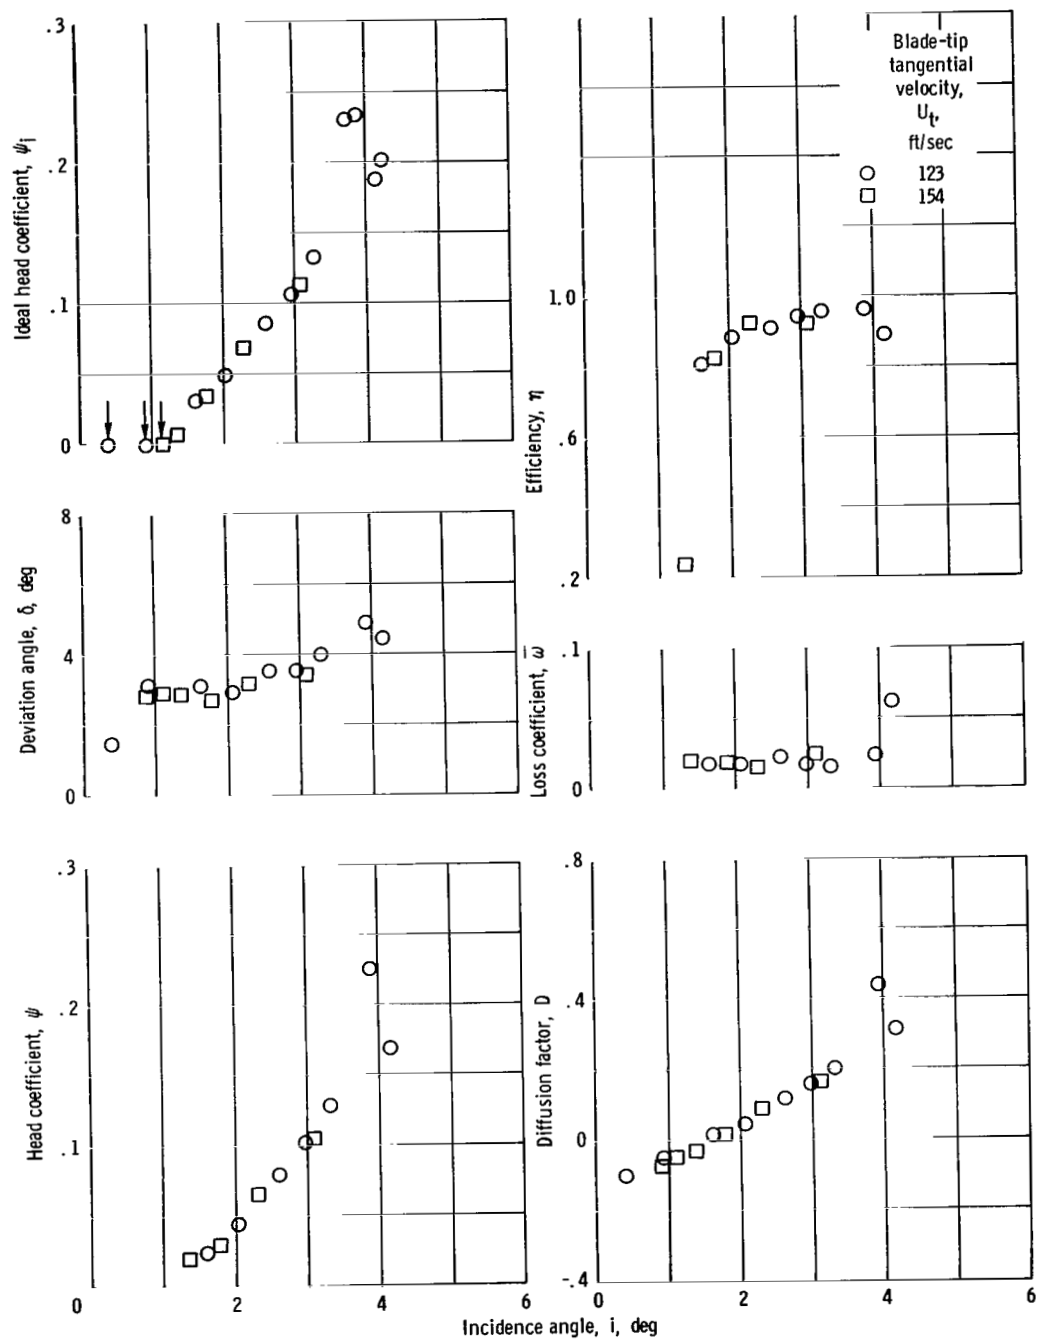 .3
.2
.1
0
Ideal head coefficient, ψi
Blade-tip
tangential
velocity,
Ut,
ft/sec
123
154
1.0
.6
.2
Efficiency, η
8
4
0
Deviation angle, δ, deg
.1
0
Loss coefficient, ω̅
.3
.2
.1
0 2 4 6
Head coefficient, ψ
.8
.4
0
-.4
0 2 4 6
Diffusion factor, D
Incidence angle, i, deg